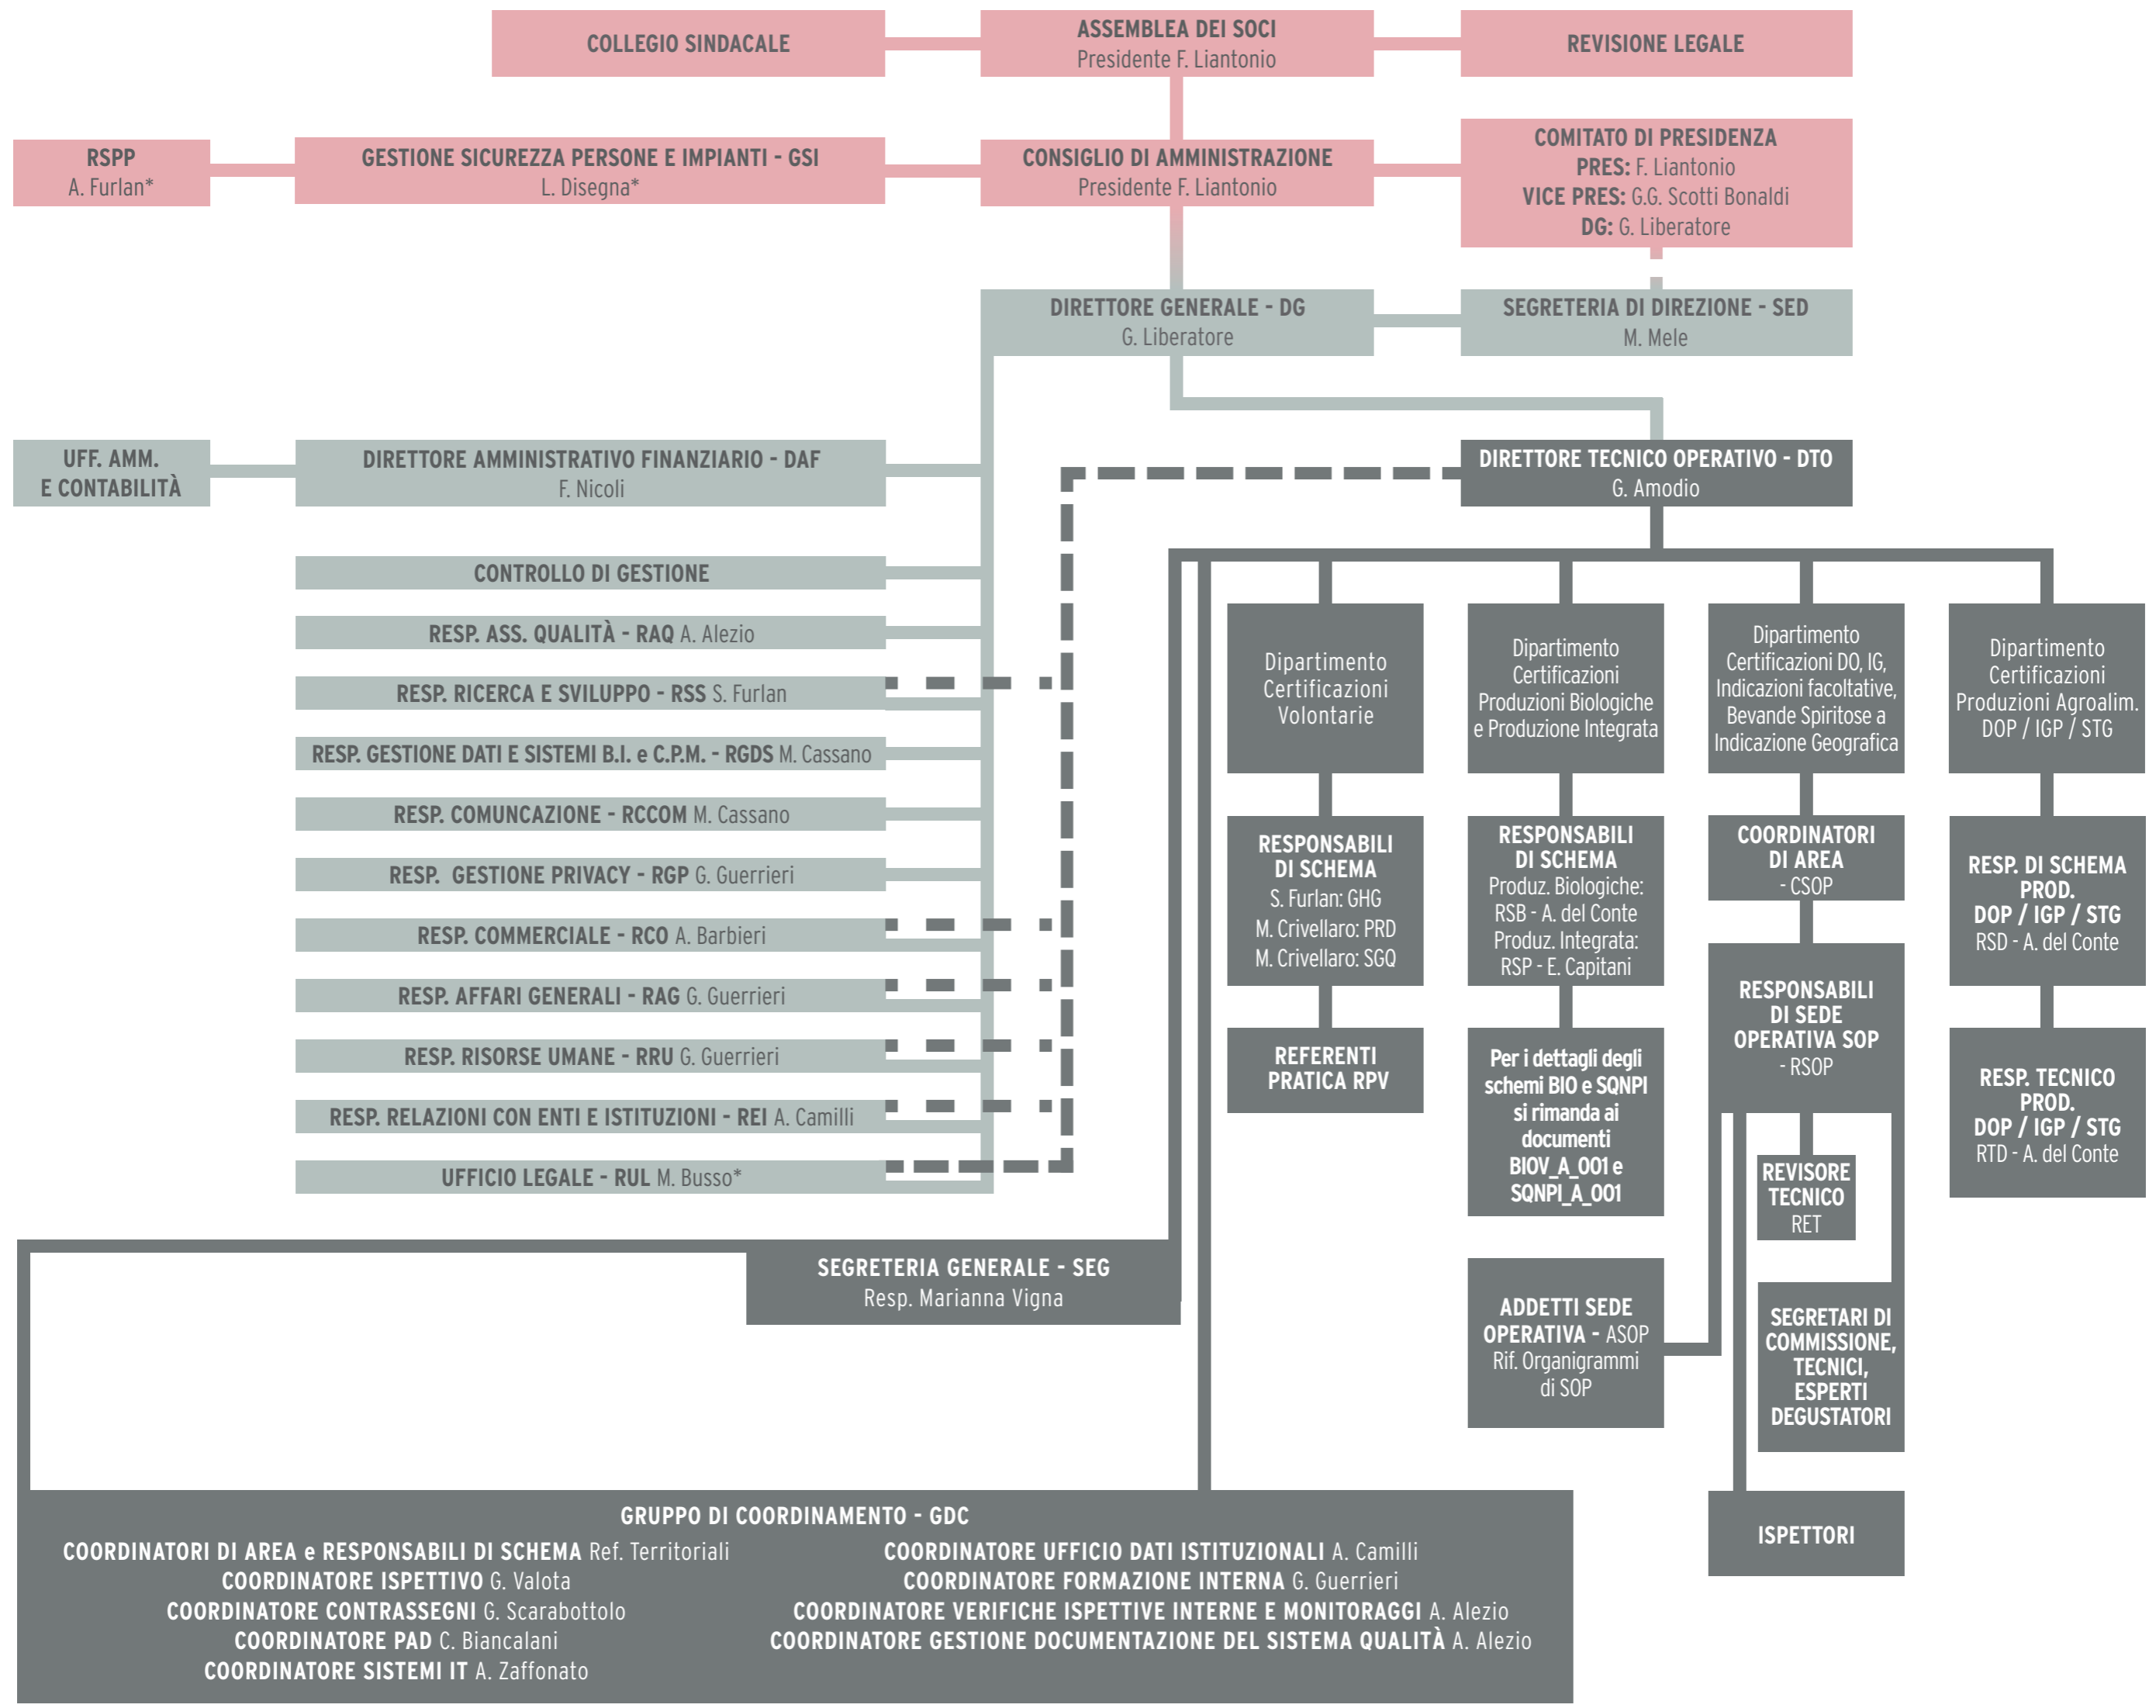 COLLEGIO SINDACALE
ASSEMBLEA DEI SOCI
Presidente F. Liantonio
REVISIONE LEGALE
RSPP
A. Furlan*
GESTIONE SICUREZZA PERSONE E IMPIANTI - GSI
L. Disegna*
CONSIGLIO DI AMMINISTRAZIONE
Presidente F. Liantonio
COMITATO DI PRESIDENZA
PRES: F. Liantonio
VICE PRES: G.G. Scotti Bonaldi
DG: G. Liberatore
DIRETTORE GENERALE - DG
G. Liberatore
SEGRETERIA DI DIREZIONE - SED
M. Mele
UFF. AMM.
E CONTABILITÀ
DIRETTORE AMMINISTRATIVO FINANZIARIO - DAF
F. Nicoli
DIRETTORE TECNICO OPERATIVO - DTO
G. Amodio
CONTROLLO DI GESTIONE
RESP. ASS. QUALITÀ - RAQ A. Alezio
RESP. RICERCA E SVILUPPO - RSS S. Furlan
RESP. GESTIONE DATI E SISTEMI B.I. e C.P.M. - RGDS M. Cassano
RESP. COMUNCAZIONE - RCCOM M. Cassano
RESP. GESTIONE PRIVACY - RGP G. Guerrieri
RESP. COMMERCIALE - RCO A. Barbieri
RESP. AFFARI GENERALI - RAG G. Guerrieri
RESP. RISORSE UMANE - RRU G. Guerrieri
RESP. RELAZIONI CON ENTI E ISTITUZIONI - REI A. Camilli
UFFICIO LEGALE - RUL M. Busso*
Dipartimento
Certificazioni
Volontarie
RESPONSABILI
DI SCHEMA
S. Furlan: GHG
M. Crivellaro: PRD
M. Crivellaro: SGQ
REFERENTI
PRATICA RPV
Dipartimento
Certificazioni
Produzioni Biologiche
e Produzione Integrata
RESPONSABILI
DI SCHEMA
Produz. Biologiche:
RSB - A. del Conte
Produz. Integrata:
RSP - E. Capitani
Per i dettagli degli
schemi BIO e SQNPI
si rimanda ai
documenti
BIOV_A_001 e
SQNPI_A_001
Dipartimento
Certificazioni DO, IG,
Indicazioni facoltative,
Bevande Spiritose a
Indicazione Geografica
COORDINATORI
DI AREA
- CSOP
RESPONSABILI
DI SEDE
OPERATIVA SOP
- RSOP
REVISORE
TECNICO
RET
ADDETTI SEDE
OPERATIVA - ASOP
Rif. Organigrammi
di SOP
SEGRETARI DI
COMMISSIONE,
TECNICI,
ESPERTI
DEGUSTATORI
ISPETTORI
Dipartimento
Certificazioni
Produzioni Agroalim.
DOP / IGP / STG
RESP. DI SCHEMA
PROD.
DOP / IGP / STG
RSD - A. del Conte
RESP. TECNICO
PROD.
DOP / IGP / STG
RTD - A. del Conte
SEGRETERIA GENERALE - SEG
Resp. Marianna Vigna
GRUPPO DI COORDINAMENTO - GDC
COORDINATORI DI AREA e RESPONSABILI DI SCHEMA Ref. Territoriali
COORDINATORE ISPETTIVO G. Valota
COORDINATORE CONTRASSEGNI G. Scarabottolo
COORDINATORE PAD C. Biancalani
COORDINATORE SISTEMI IT A. Zaffonato
COORDINATORE UFFICIO DATI ISTITUZIONALI A. Camilli
COORDINATORE FORMAZIONE INTERNA G. Guerrieri
COORDINATORE VERIFICHE ISPETTIVE INTERNE E MONITORAGGI A. Alezio
COORDINATORE GESTIONE DOCUMENTAZIONE DEL SISTEMA QUALITÀ A. Alezio